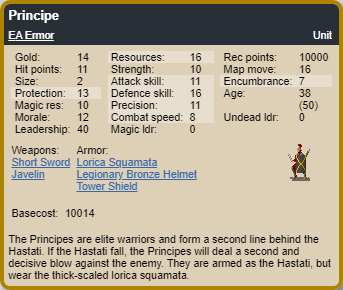 Principe
EA Ermor Unit
Gold: 14 Resources: 16 Rec points: 10000
Hit points: 11 Strength: 10 Map move: 16
Size: 2 Attack skill: 11 Encumbrance: 7
Protection: 13 Defence skill: 16 Age: 38
Magic res: 10 Precision: 11 (50)
Morale: 12 Combat speed: 8 Undead ldr: 0
Leadership: 40 Magic ldr: 0
Weapons: Armor:
Short Sword Lorica Squamata
Javelin Legionary Bronze Helmet
Tower Shield
Basecost: 10014
The Principes are elite warriors and form a second line behind the
Hastati. If the Hastati fall, the Principes will deal a second and
decisive blow against the enemy. They are armed as the Hastati, but
wear the thick-scaled lorica squamata.